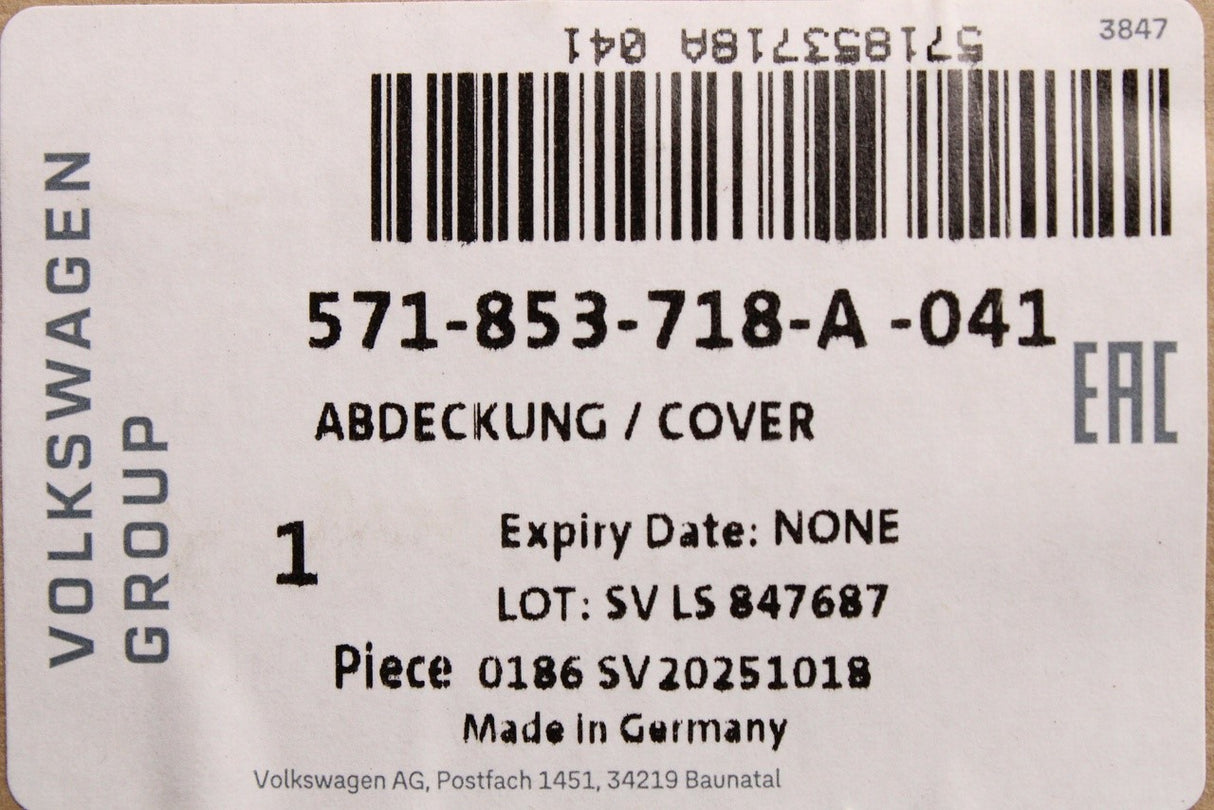 571853718A 041
3847
571-853-718-A -041
EAC
ABDECKUNG / COVER
1
Expiry Date: NONE
LOT: SV LS 847687
Piece 0186 SV20251018
Made in Germany
Volkswagen AG, Postfach 1451, 34219 Baunatal
VOLKSWAGEN
GROUP